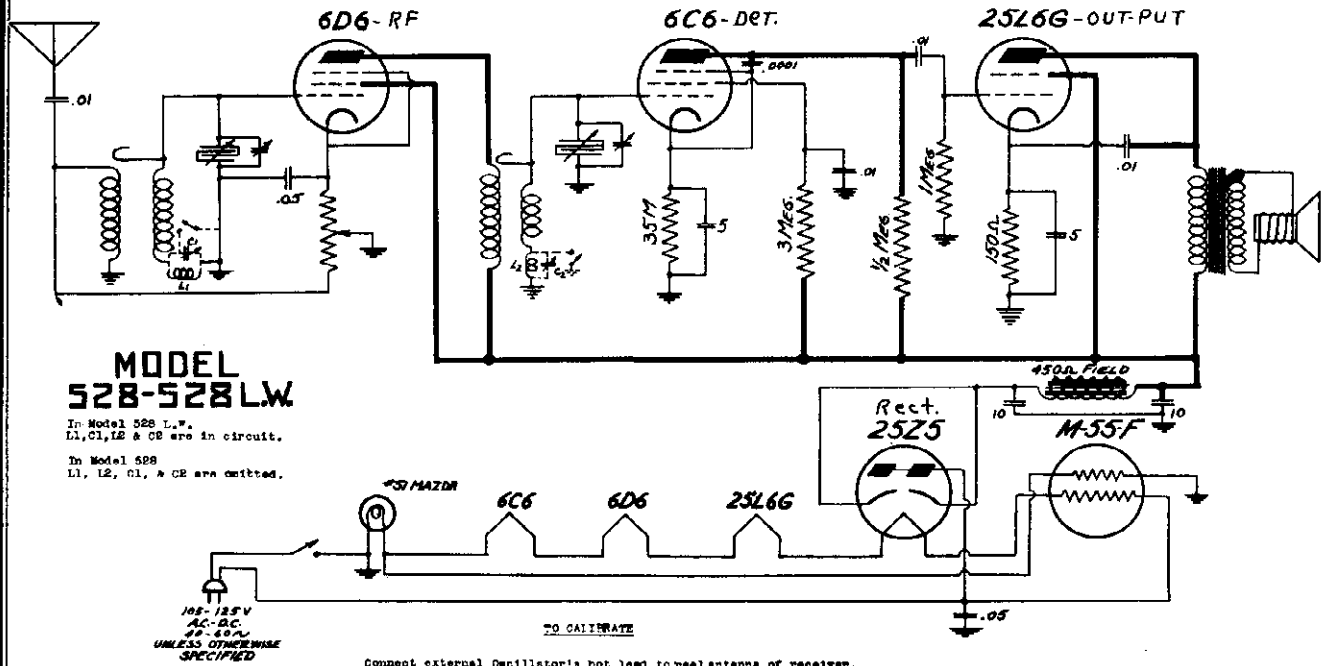 6D6-RF
6C6-DET.
25L6G-OUT-PUT
.01
.05
L1
L2
C2
35M
5
.0001
3 MEG.
.01
½ MEG.
.01
1 MEG
150Ω
5
.01
MODEL
528-528 L.W.
In Model 528 L.W.
L1,C1,L2 & C2 are in circuit.
In Model 528
L1, L2, C1, & C2 are omitted.
450Ω FIELD
10
10
Rect.
25Z5
M-55-F
#51 MAZDA
6C6
6D6
25L6G
105-125V
A.C.-D.C.
40-60~
UNLESS OTHERWISE
SPECIFIED
.05
TO CALIBRATE
Connect external Oscillator's hot lead to antenna of receiver.